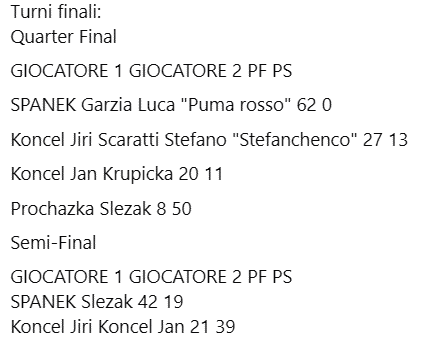 Turni finali:
Quarter Final
GIOCATORE 1 GIOCATORE 2 PF PS
SPANEK Garzia Luca "Puma rosso" 62 0
Koncel Jiri Scaratti Stefano "Stefanchenco" 27 13
Koncel Jan Krupicka 20 11
Prochazka Slezak 8 50
Semi-Final
GIOCATORE 1 GIOCATORE 2 PF PS
SPANEK Slezak 42 19
Koncel Jiri Koncel Jan 21 39